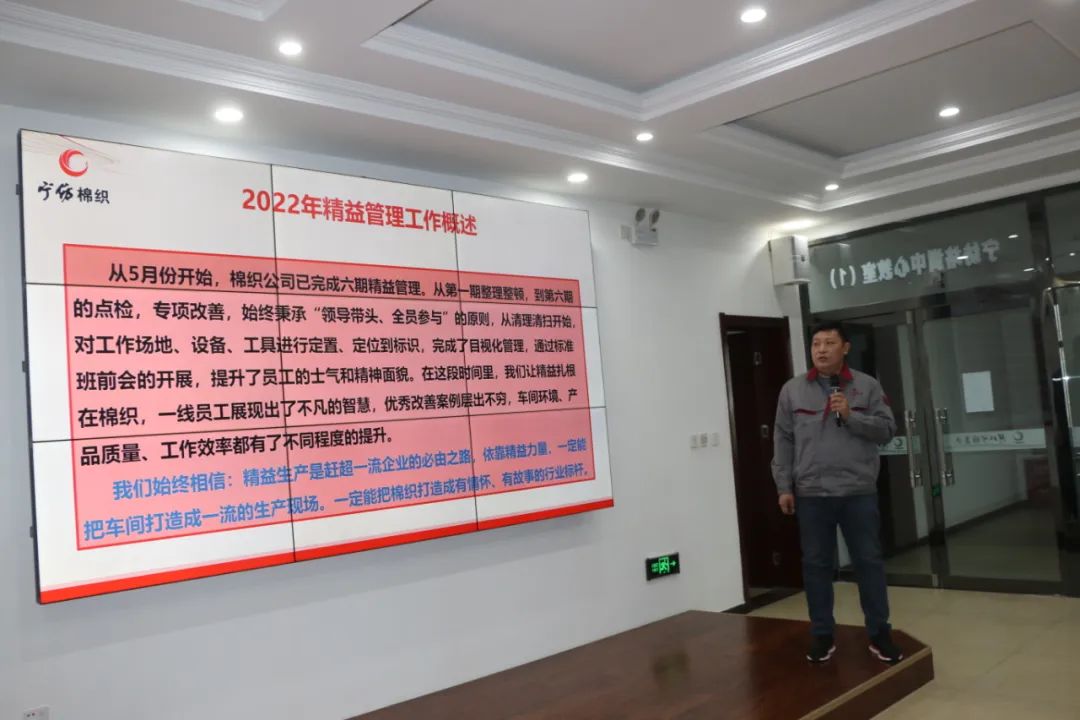 宁纺棉织
2022年精益管理工作概述
从5月份开始，棉织公司已完成六期精益管理。从第一期整理整顿，到第六期
的点检，专项改善，始终秉承“领导带头、全员参与”的原则，从清理清扫开始，
对工作场地、设备、工具进行定置、定位到标识，完成了目视化管理，通过标准
班前会的开展，提升了员工的士气和精神面貌。在这段时间里，我们让精益扎根
在棉织，一线员工展现出了不凡的智慧，优秀改善案例层出不穷，车间环境、产
品质量、工作效率都有了不同程度的提升。
我们始终相信：精益生产是赶超一流企业的必由之路，依靠精益力量，一定能
把车间打造成一流的生产现场。一定能把棉织打造成有情怀、有故事的行业标杆。
宁纺培训中心教室（1）